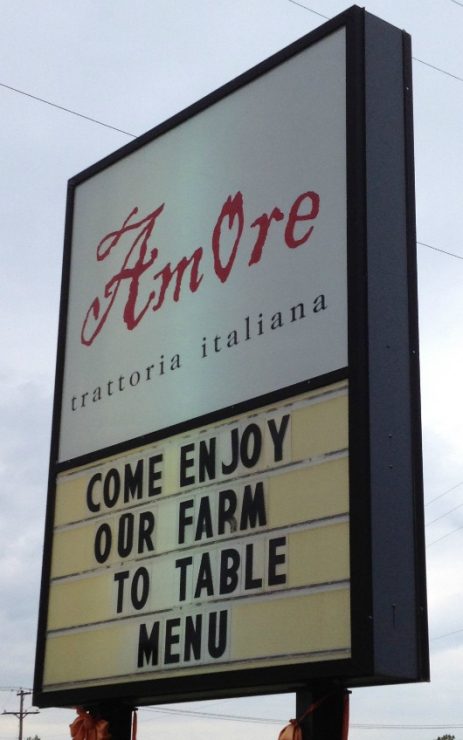 AmOre
trattoria italiana
COME ENJOY
OUR FARM
TO TABLE
MENU